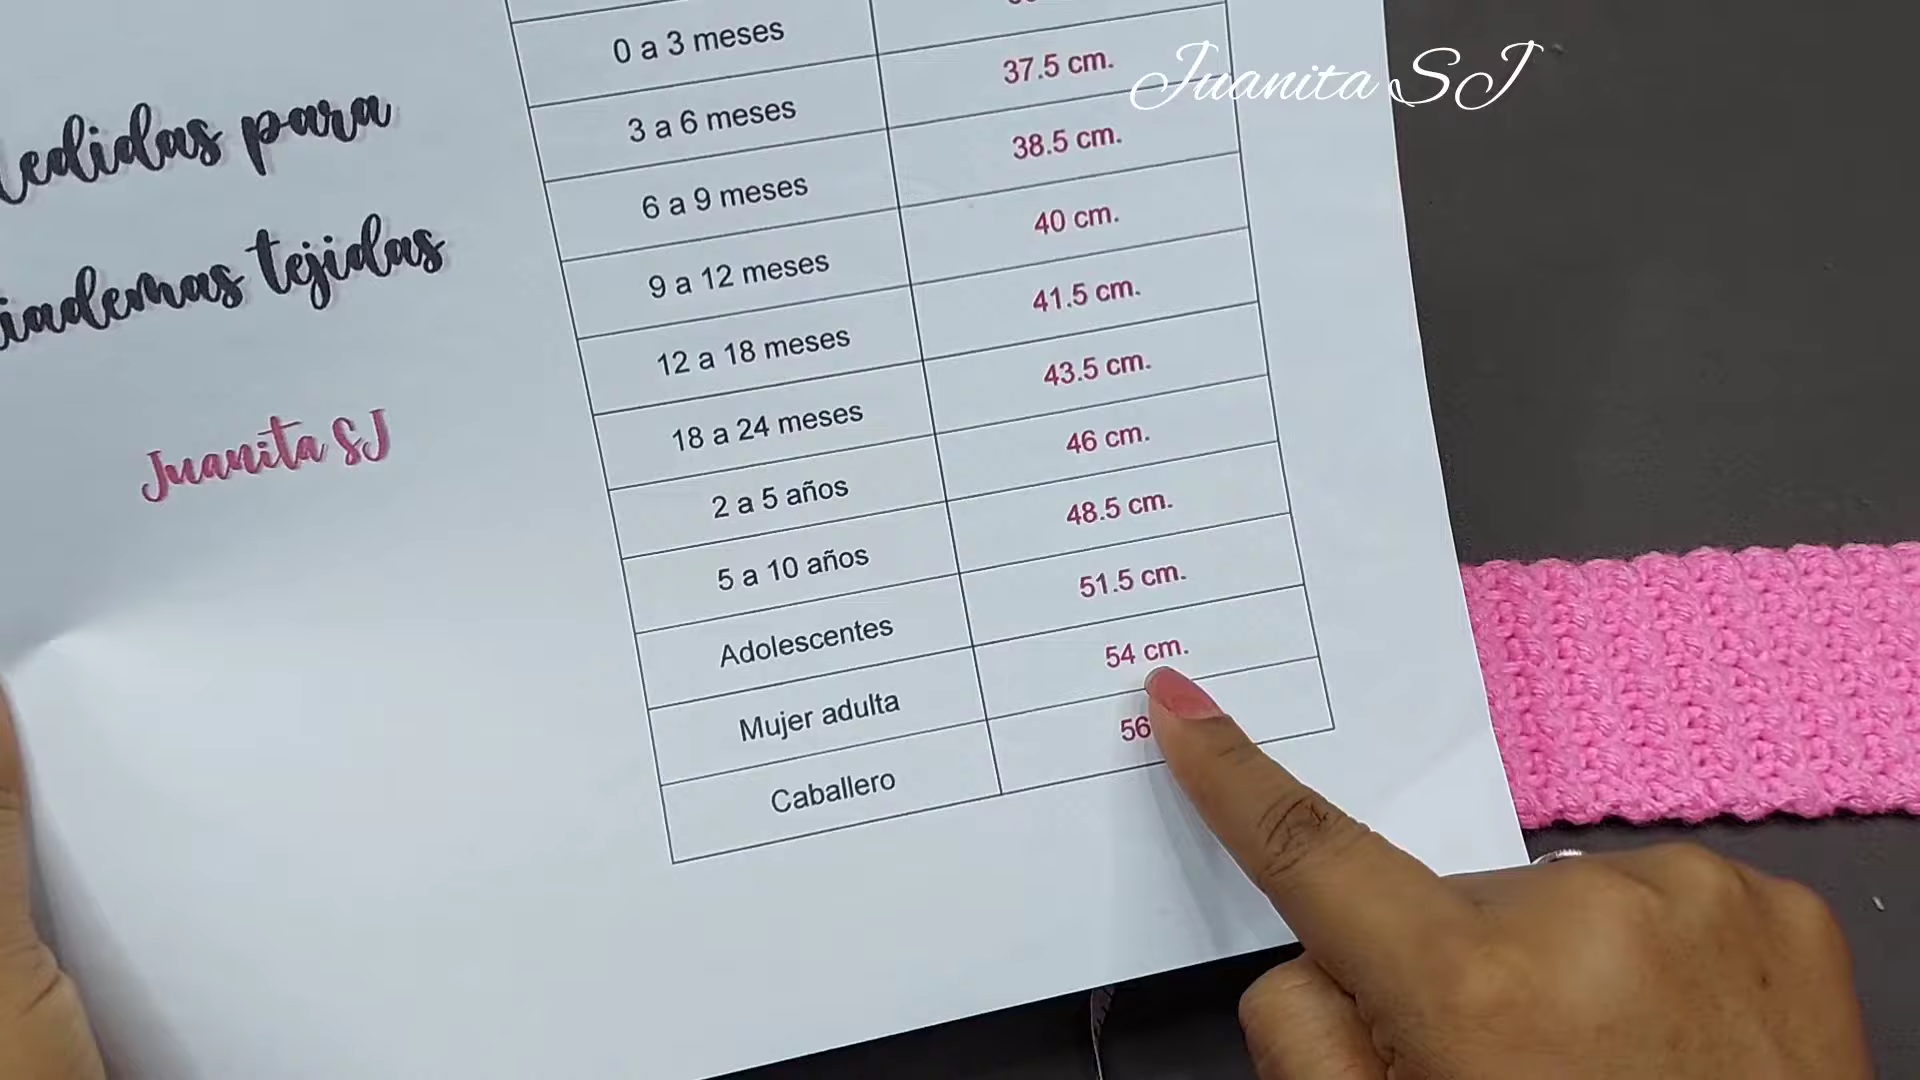 edidas para
iademas tejidas
Juanita SJ
0 a 3 meses
3 a 6 meses 37.5 cm.
6 a 9 meses 38.5 cm.
9 a 12 meses 40 cm.
12 a 18 meses 41.5 cm.
18 a 24 meses 43.5 cm.
2 a 5 años 46 cm.
5 a 10 años 48.5 cm.
Adolescentes 51.5 cm.
Mujer adulta 54 cm.
Caballero 56
Juanita SJ